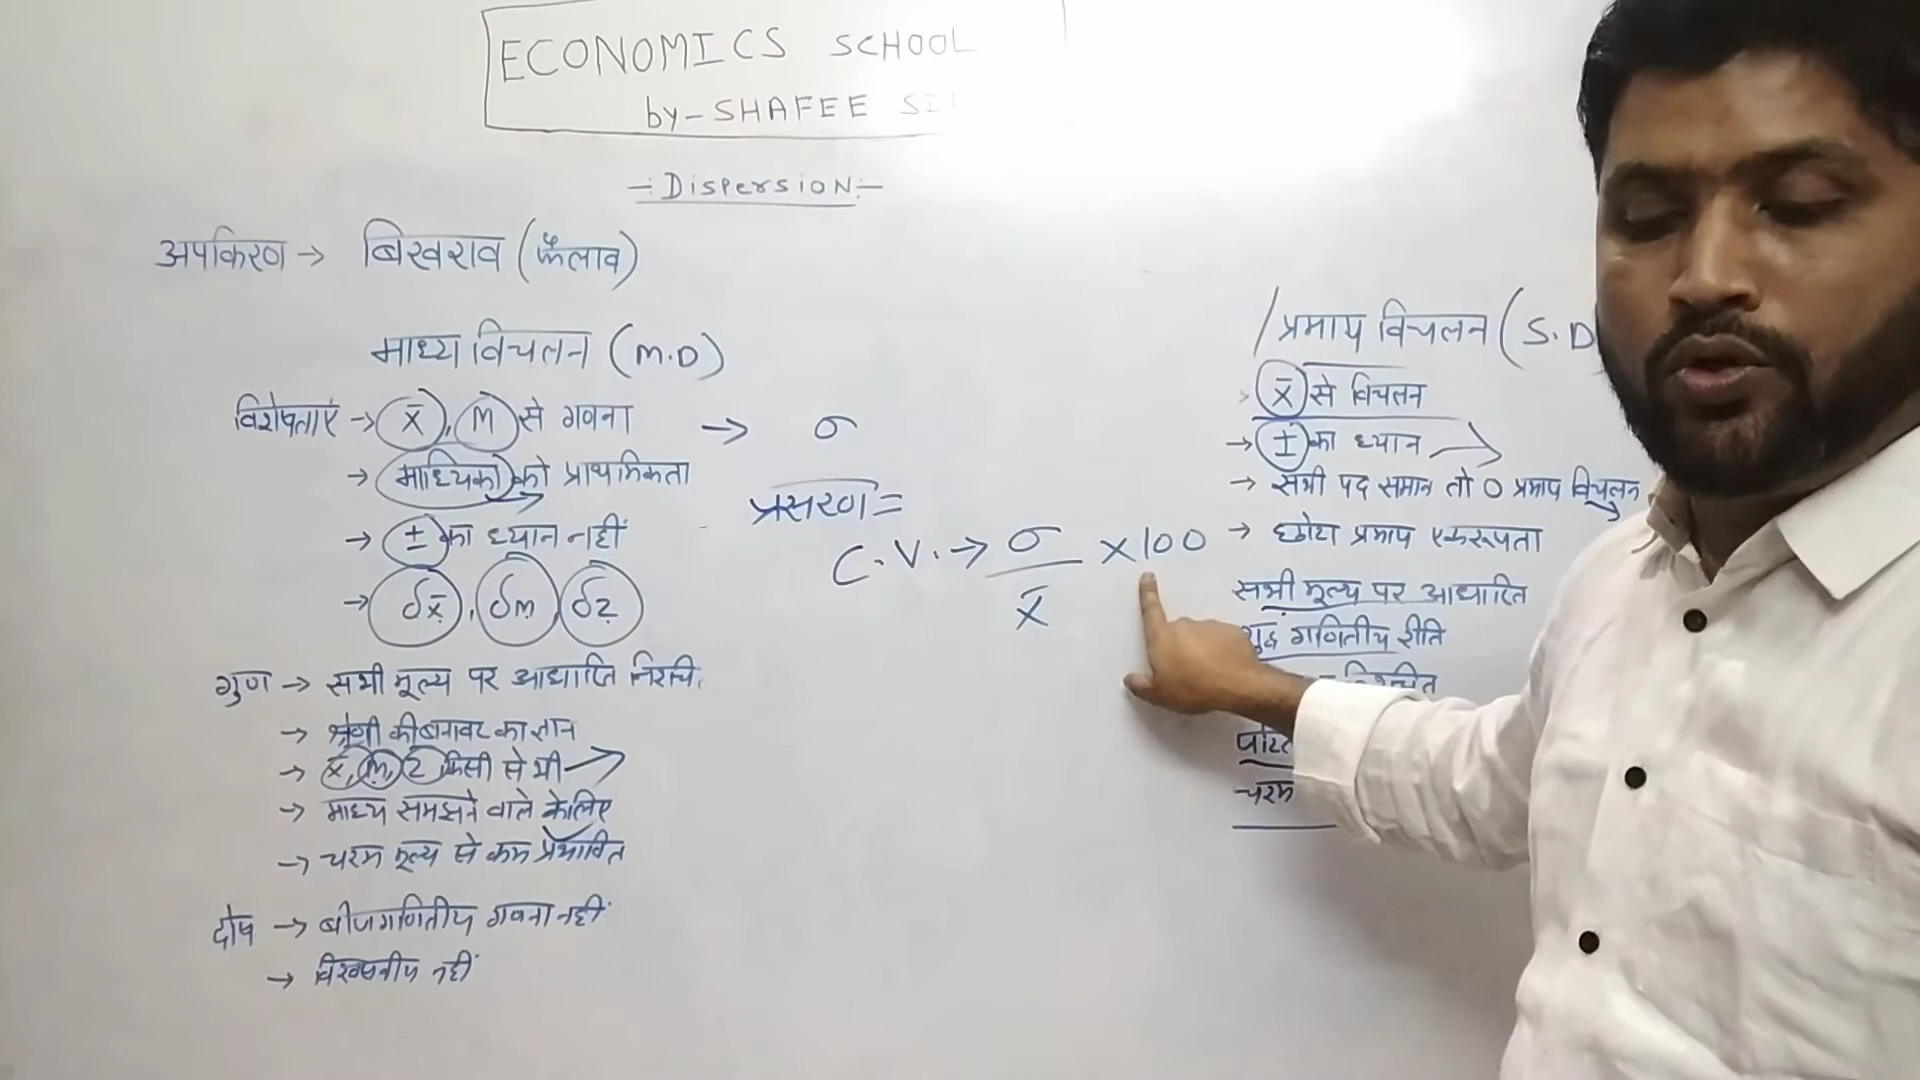 ECONOMICS SCHOOL
by-SHAFEE
-: Dispersion :-
अपकिरण → बिखराव (फैलाव)
माध्य विचलन (M.D)
विशेषताएं → x̄, M से गणना
→ माध्यिका को प्राथमिकता
→ ± का ध्यान नहीं
→ δx̄, δm, δz
गुण → सभी मूल्य पर आधारित
→ श्रेणी की बनावट का ज्ञान
→ x̄, m, z किसी से भी
→ माध्य समझने वाले के लिए
→ चरम मूल्य से कम प्रभावित
दोष → बीजगणितीय गणना नहीं
→ विश्वसनीय नहीं
→ σ
प्रसरण =
C.V. → σ/x̄ ×100
प्रमाप विचलन (S.D
x̄ से विचलन
→ ± का ध्यान
→ सभी पद समान तो 0 प्रमाप विचलन
→ छोटा प्रमाप एकरूपता
सभी मूल्य पर आधारित
शुद्ध गणितीय रीति
चरम